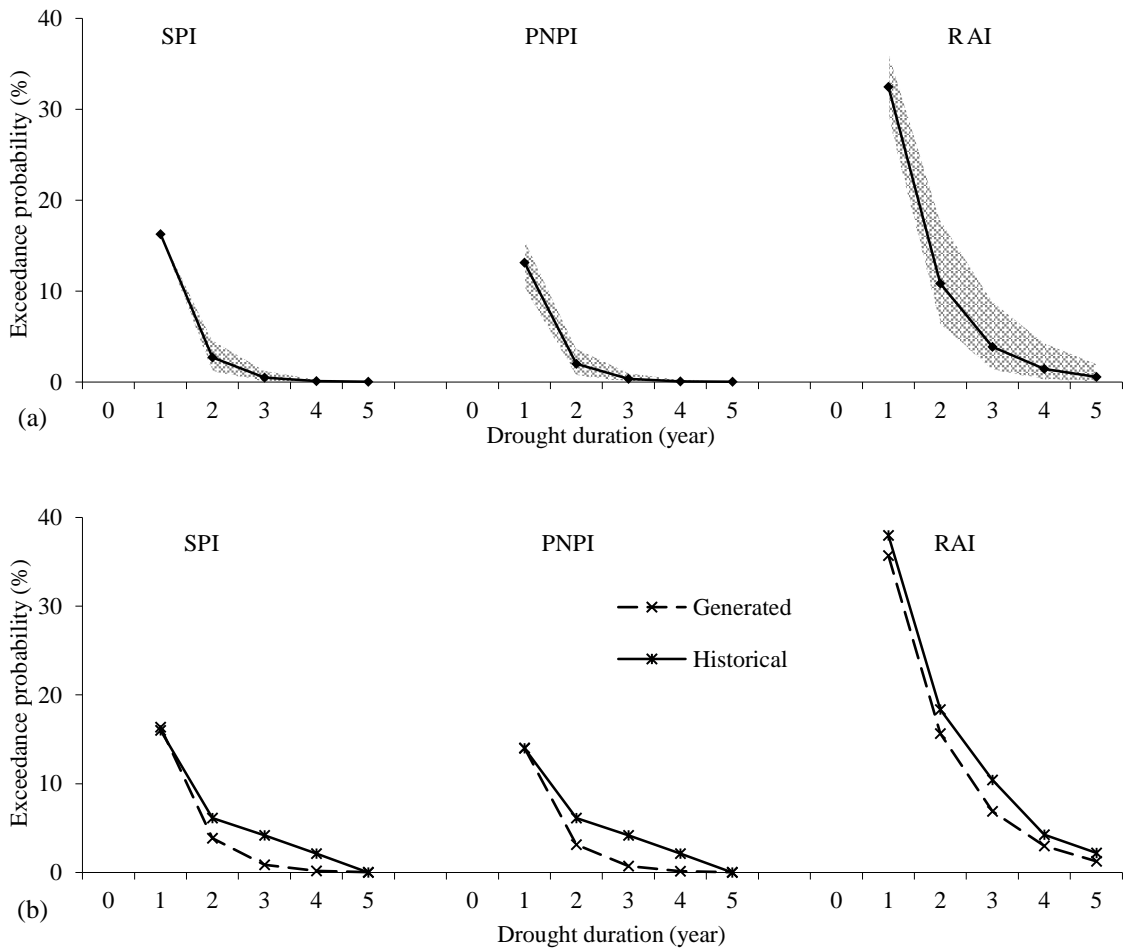 SPI PNPI RAI
40
30
20
10
0
Exceedance probability (%)
0 1 2 3 4 5 0 1 2 3 4 5 0 1 2 3 4 5
(a)
Drought duration (year)
SPI PNPI RAI
40
30
20
10
0
Exceedance probability (%)
Generated
Historical
0 1 2 3 4 5 0 1 2 3 4 5 0 1 2 3 4 5
(b)
Drought duration (year)